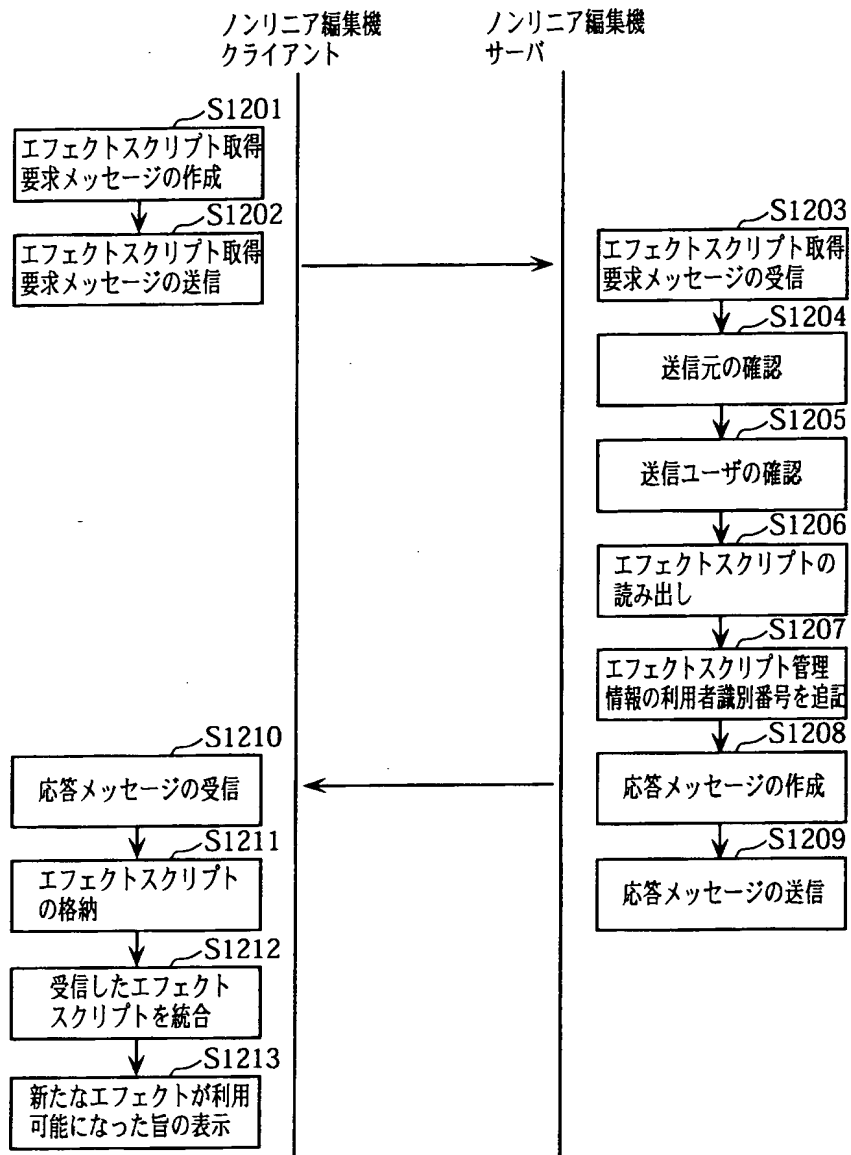 ノンリニア編集機
クライアント
ノンリニア編集機
サーバ
S1201
エフェクトスクリプト取得
要求メッセージの作成
S1202
エフェクトスクリプト取得
要求メッセージの送信
S1203
エフェクトスクリプト取得
要求メッセージの受信
S1204
送信元の確認
S1205
送信ユーザの確認
S1206
エフェクトスクリプトの
読み出し
S1207
エフェクトスクリプト管理
情報の利用者識別番号を追記
S1208
応答メッセージの作成
S1209
応答メッセージの送信
S1210
応答メッセージの受信
S1211
エフェクトスクリプト
の格納
S1212
受信したエフェクト
スクリプトを統合
S1213
新たなエフェクトが利用
可能になった旨の表示